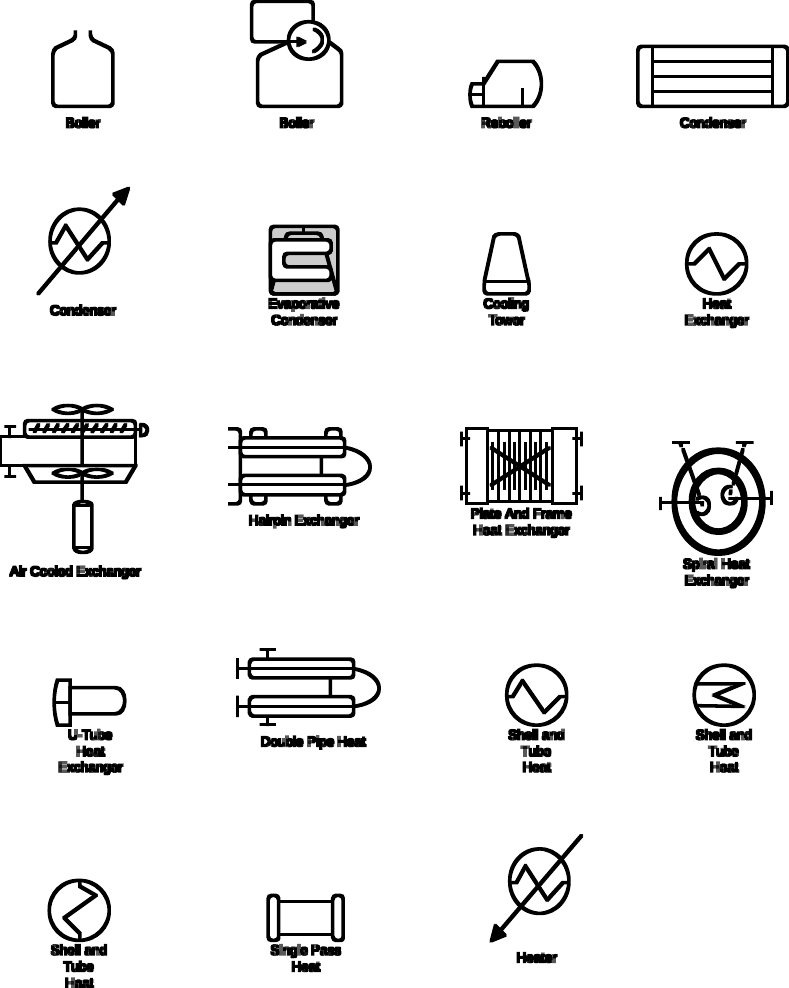 Boiler
Boiler
Reboiler
Condenser
Condenser
Evaporative
Condenser
Cooling
Tower
Heat
Exchanger
Air Cooled Exchanger
Hairpin Exchanger
Plate And Frame
Heat Exchanger
Spiral Heat
Exchanger
U-Tube
Heat
Exchanger
Double Pipe Heat
Shell and
Tube
Heat
Shell and
Tube
Heat
Shell and
Tube
Heat
Single Pass
Heat
Heater